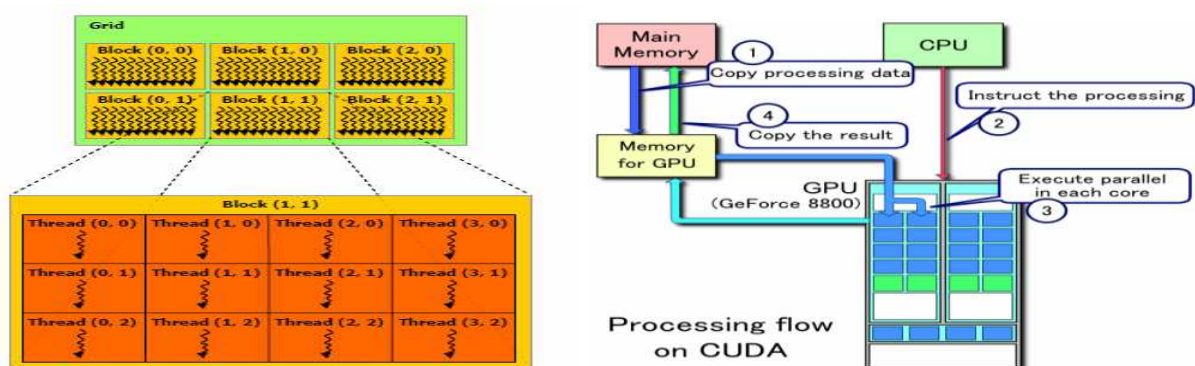 Grid
Block (0, 0) Block (1, 0) Block (2, 0)
Block (0, 1) Block (1, 1) Block (2, 1)
Block (1, 1)
Thread (0, 0) Thread (1, 0) Thread (2, 0) Thread (3, 0)
Thread (0, 1) Thread (1, 1) Thread (2, 1) Thread (3, 1)
Thread (0, 2) Thread (1, 2) Thread (2, 2) Thread (3, 2)
Main
Memory
CPU
1
Copy processing data
Instruct the processing
2
4
Copy the result
Memory
for GPU
GPU
(GeForce 8800)
Execute parallel
in each core
3
Processing flow
on CUDA